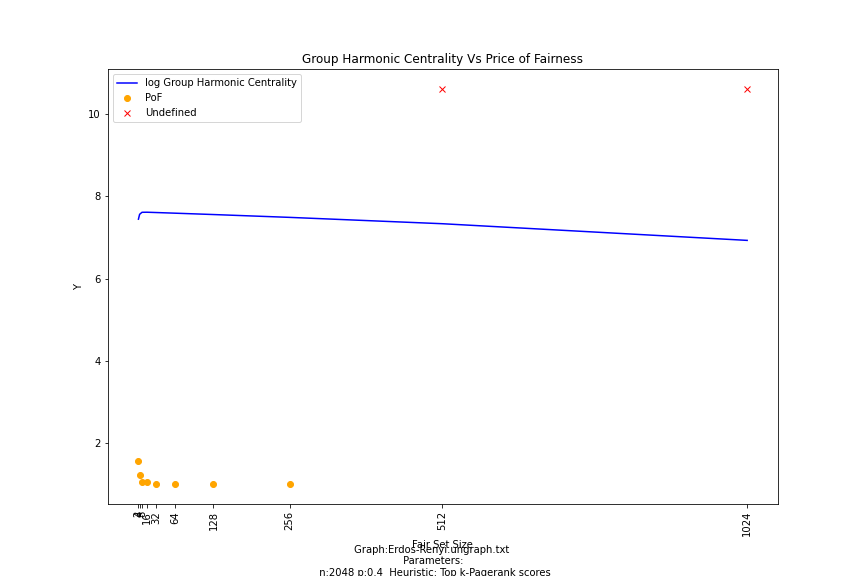 Group Harmonic Centrality Vs Price of Fairness
log Group Harmonic Centrality
PoF
Undefined
10
8
6
4
2
Y
16
32
64
128
256
512
1024
Fair Set Size
Graph:Erdos-Renyi.ungraph.txt
Parameters:
n:2048 p:0.4 Heuristic: Top k-Pagerank scores